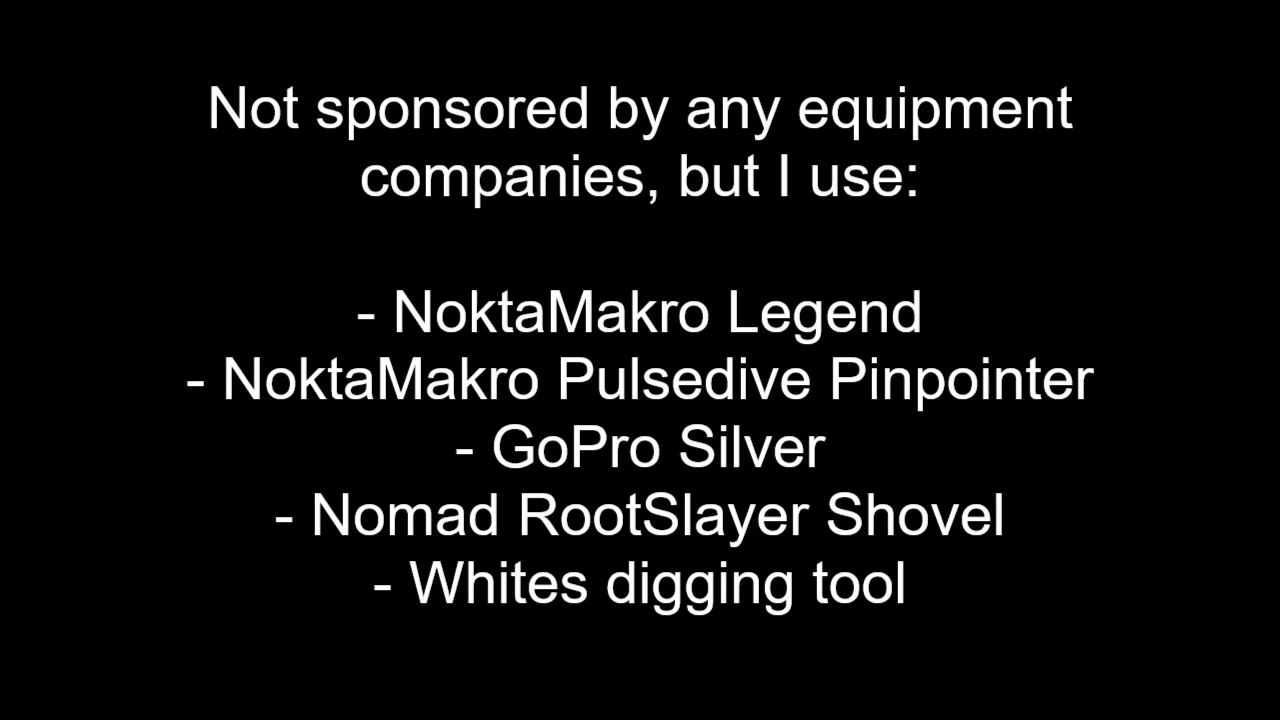 Not sponsored by any equipment
companies, but I use:
- NoktaMakro Legend
- NoktaMakro Pulsedive Pinpointer
- GoPro Silver
- Nomad RootSlayer Shovel
- Whites digging tool